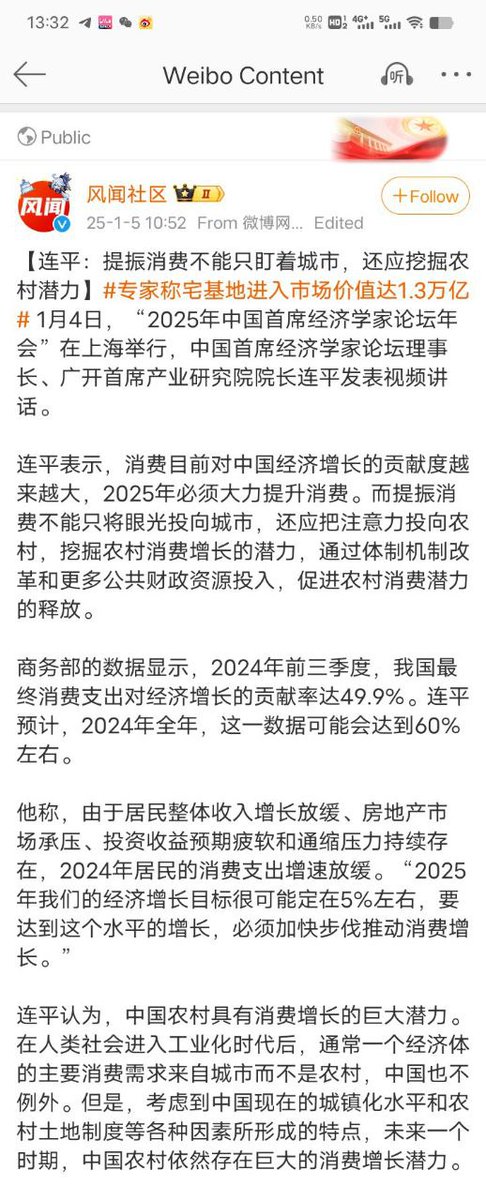 13:32
0.50 KB/s HD 1 2 4G+ 5G
Weibo Content
听
Public
风闻
风闻社区 II
+Follow
25-1-5 10:52 From 微博网... Edited
【连平：提振消费不能只盯着城市，还应挖掘农
村潜力】#专家称宅基地进入市场价值达1.3万亿
# 1月4日，“2025年中国首席经济学家论坛年
会”在上海举行，中国首席经济学家论坛理事
长、广开首席产业研究院院长连平发表视频讲
话。
连平表示，消费目前对中国经济增长的贡献度越
来越大，2025年必须大力提升消费。而提振消
费不能只将眼光投向城市，还应把注意力投向农
村，挖掘农村消费增长的潜力，通过体制机制改
革和更多公共财政资源投入，促进农村消费潜力
的释放。
商务部的数据显示，2024年前三季度，我国最
终消费支出对经济增长的贡献率达49.9%。连平
预计，2024年全年，这一数据可能会达到60%
左右。
他称，由于居民整体收入增长放缓、房地产市
场承压、投资收益预期疲软和通缩压力持续存
在，2024年居民的消费支出增速放缓。“2025
年我们的经济增长目标很可能定在5%左右，要
达到这个水平的增长，必须加快步伐推动消费增
长。”
连平认为，中国农村具有消费增长的巨大潜力。
在人类社会进入工业化时代后，通常一个经济体
的主要消费需求来自城市而不是农村，中国也不
例外。但是，考虑到中国现在的城镇化水平和农
村土地制度等各种因素所形成的特点，未来一个
时期，中国农村依然存在巨大的消费增长潜力。